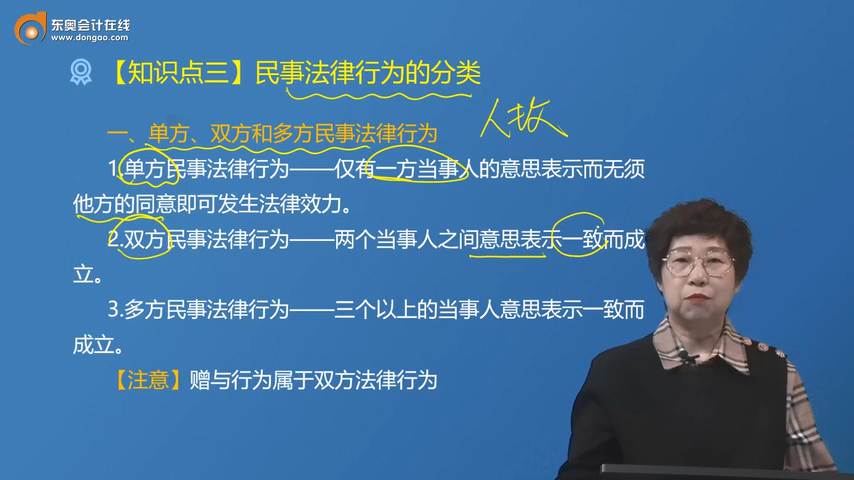 东奥会计在线
www.dongao.com
【知识点三】民事法律行为的分类
人数
一、单方、双方和多方民事法律行为
1.单方民事法律行为——仅有一方当事人的意思表示而无须
他方的同意即可发生法律效力。
2.双方民事法律行为——两个当事人之间意思表示一致而成
立。
3.多方民事法律行为——三个以上的当事人意思表示一致而
成立。
【注意】赠与行为属于双方法律行为